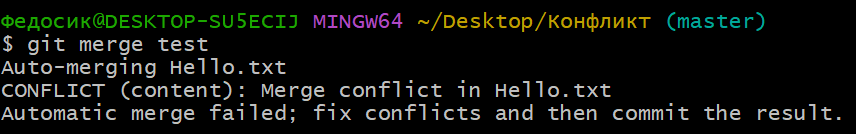 Федосик@DESKTOP-SU5ECIJ MINGW64 ~/Desktop/Конфликт (master)
$ git merge test
Auto-merging Hello.txt
CONFLICT (content): Merge conflict in Hello.txt
Automatic merge failed; fix conflicts and then commit the result.